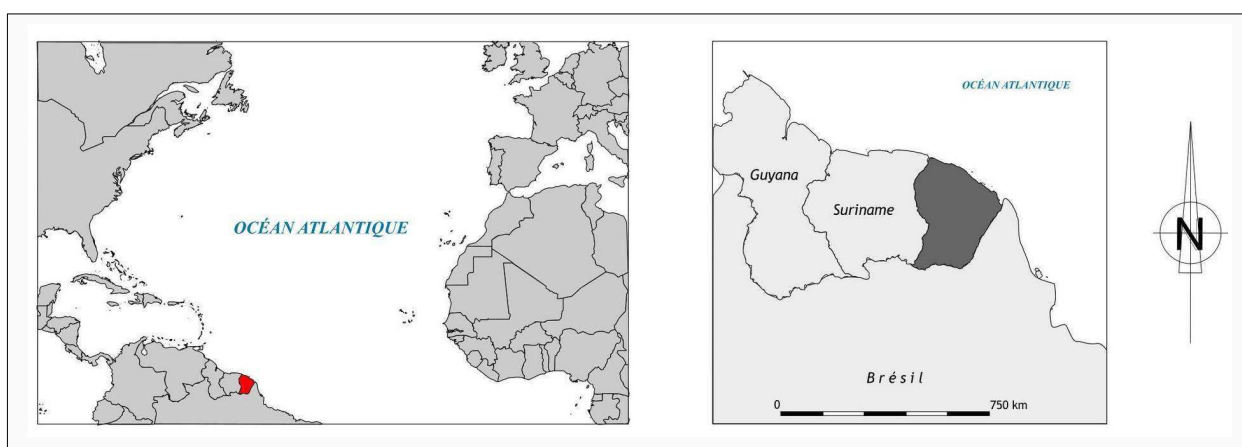 OCÉAN ATLANTIQUE
OCÉAN ATLANTIQUE
Guyana
Suriname
Brésil
0 750 km
N